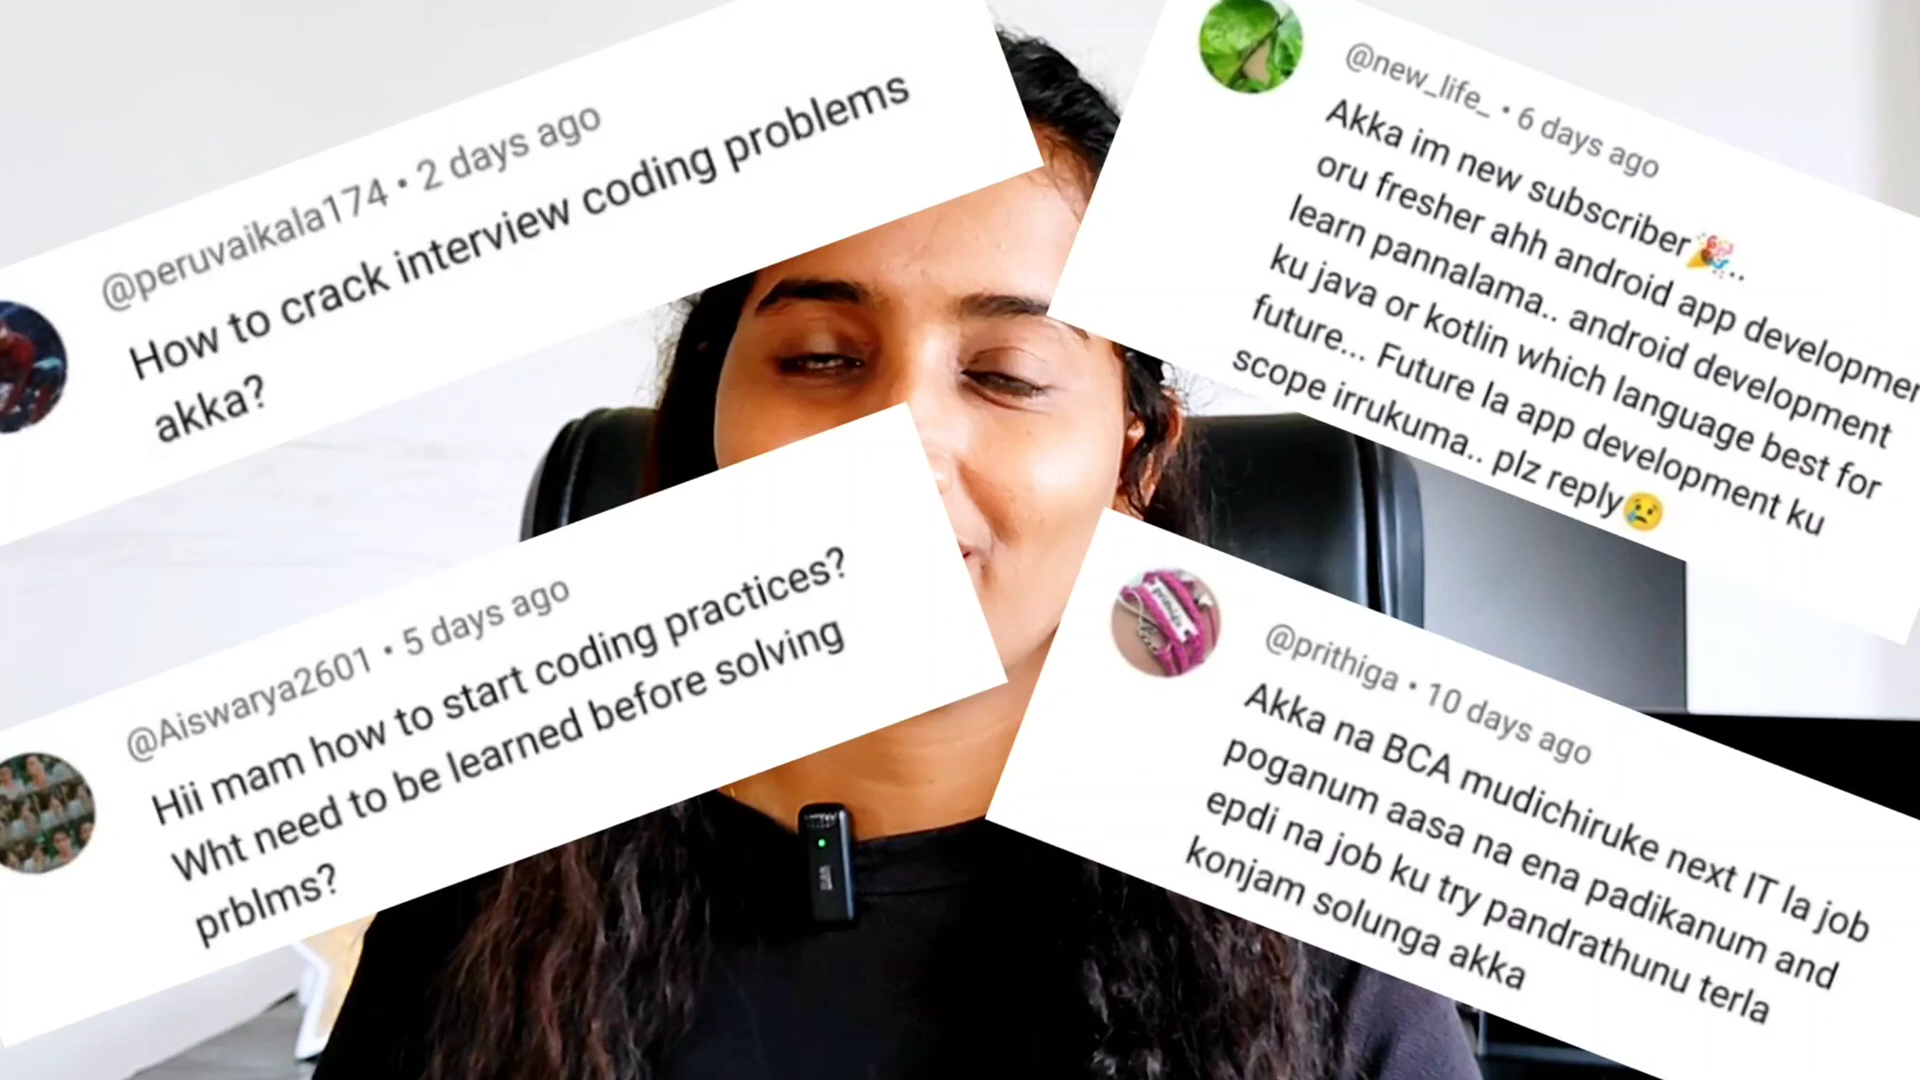 @peruvaikala174 • 2 days ago
How to crack interview coding problems
akka?
@new_life_ • 6 days ago
Akka im new subscriber🎉..
oru fresher ahh android app developmen
learn pannalama.. android development
ku java or kotlin which language best for
future... Future la app development ku
scope irrukuma.. plz reply😢
@Aiswarya2601 • 5 days ago
Hii mam how to start coding practices?
Wht need to be learned before solving
prblms?
@prithiga • 10 days ago
Akka na BCA mudichiruke next IT la job
poganum aasa na ena padikanum and
epdi na job ku try pandrathunu terla
konjam solunga akka